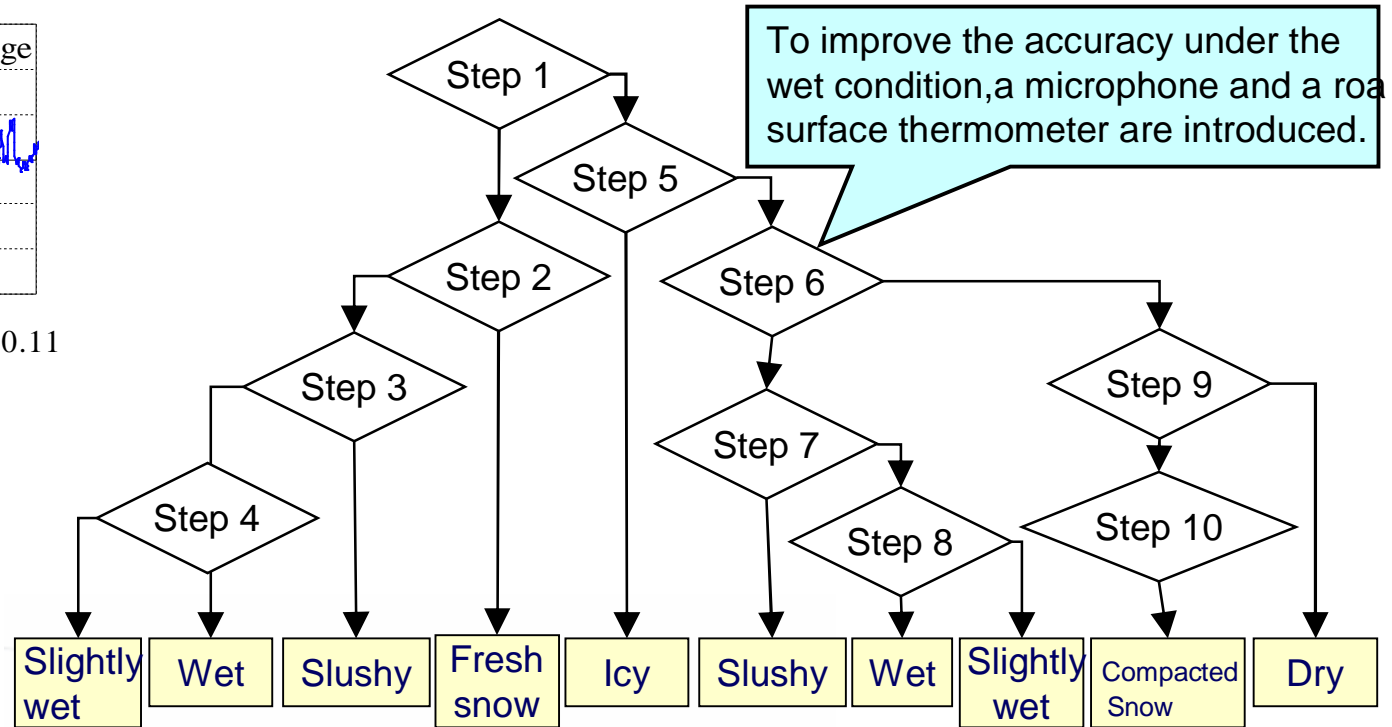 ge
0.11
To improve the accuracy under the
wet condition,a microphone and a roa
surface thermometer are introduced.
Step 1
Step 5
Step 2
Step 6
Step 3
Step 9
Step 7
Step 4
Step 8
Step 10
Slightly
wet
Wet
Slushy
Fresh
snow
Icy
Slushy
Wet
Slightly
wet
Compacted
Snow
Dry